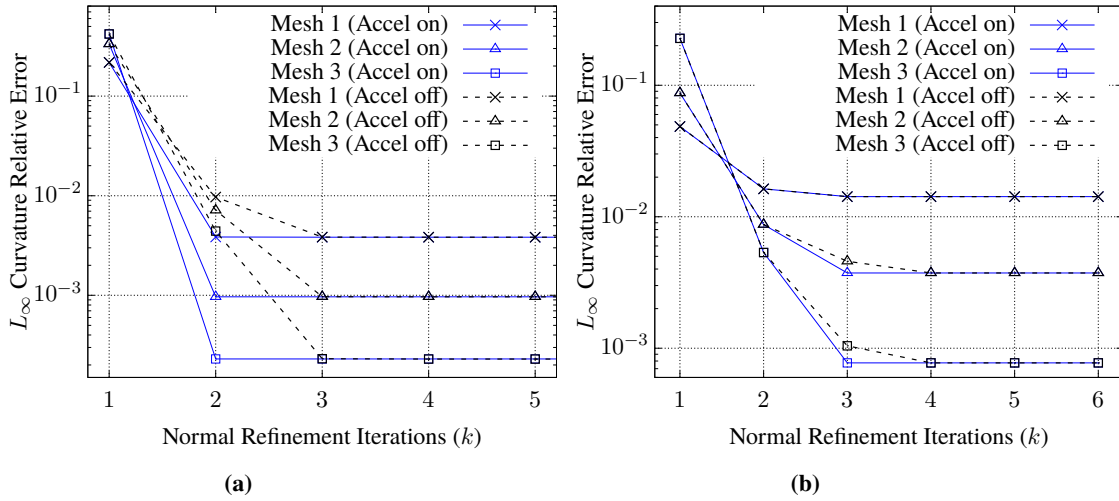 Mesh 1 (Accel on)
Mesh 2 (Accel on)
Mesh 3 (Accel on)
Mesh 1 (Accel off)
Mesh 2 (Accel off)
Mesh 3 (Accel off)
L∞ Curvature Relative Error
10⁻¹
10⁻²
10⁻³
1 2 3 4 5
Normal Refinement Iterations (k)
(a)
Mesh 1 (Accel on)
Mesh 2 (Accel on)
Mesh 3 (Accel on)
Mesh 1 (Accel off)
Mesh 2 (Accel off)
Mesh 3 (Accel off)
L∞ Curvature Relative Error
10⁻¹
10⁻²
10⁻³
1 2 3 4 5 6
Normal Refinement Iterations (k)
(b)